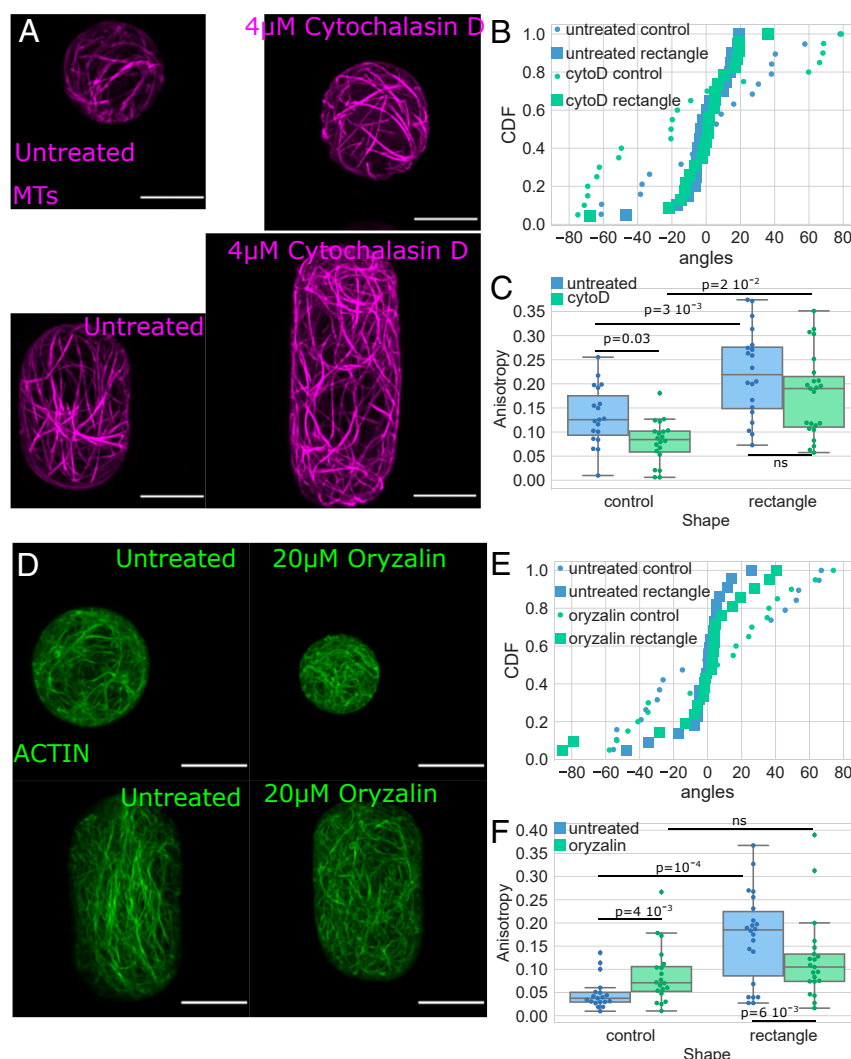 A
Untreated
MTs
4µM Cytochalasin D
Untreated
4µM Cytochalasin D
B
untreated control
untreated rectangle
cytoD control
cytoD rectangle
CDF
1.0
0.8
0.6
0.4
0.2
0.0
−80 −60 −40 −20 0 20 40 60 80
angles
C
untreated
cytoD
p=2 10⁻²
p=3 10⁻³
p=0.03
ns
Anisotropy
0.35
0.30
0.25
0.20
0.15
0.10
0.05
0.00
control rectangle
Shape
D
Untreated
ACTIN
20µM Oryzalin
Untreated
20µM Oryzalin
E
untreated control
untreated rectangle
oryzalin control
oryzalin rectangle
CDF
1.0
0.8
0.6
0.4
0.2
0.0
−80 −60 −40 −20 0 20 40 60 80
angles
F
untreated
oryzalin
ns
p=10⁻⁴
p=4 10⁻³
p=6 10⁻³
Anisotropy
0.40
0.35
0.30
0.25
0.20
0.15
0.10
0.05
0.00
control rectangle
Shape